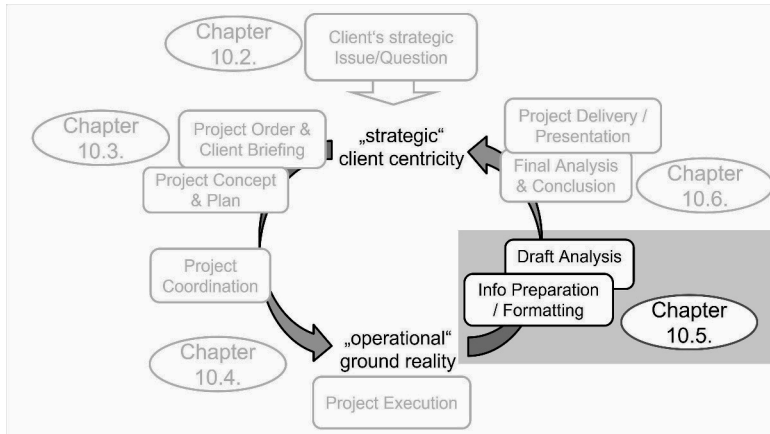 Chapter
10.2.
Client's strategic
Issue/Question
Chapter
10.3.
Project Order &
Client Briefing
Project Concept
& Plan
„strategic“
client centricity
Project Delivery /
Presentation
Final Analysis
& Conclusion
Chapter
10.6.
Project
Coordination
Draft Analysis
Info Preparation
/ Formatting
Chapter
10.5.
Chapter
10.4.
„operational“
ground reality
Project Execution